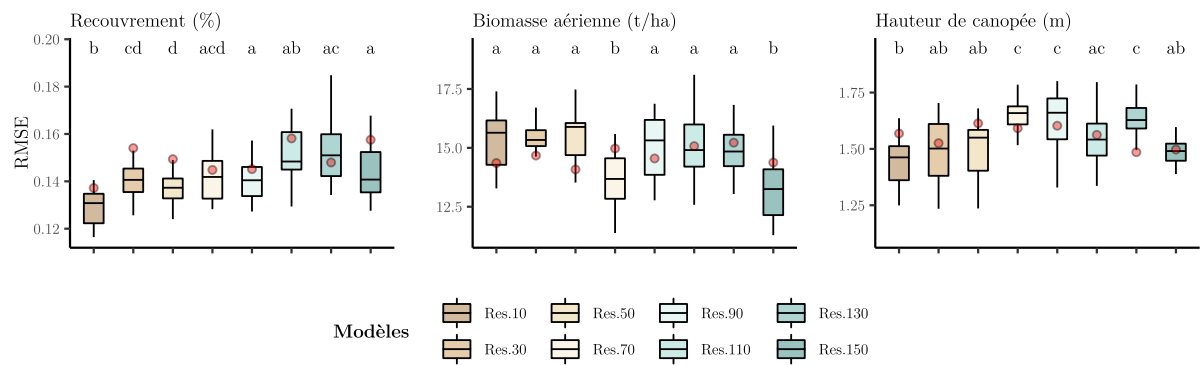 Recouvrement (%) Biomasse aérienne (t/ha) Hauteur de canopée (m)
b cd d acd a ab ac a
a a a b a a a b
b ab ab c c ac c ab
RMSE
0.20
0.18
0.16
0.14
0.12
17.5
15.0
12.5
1.75
1.50
1.25
Modèles
Res.10 Res.50 Res.90 Res.130
Res.30 Res.70 Res.110 Res.150